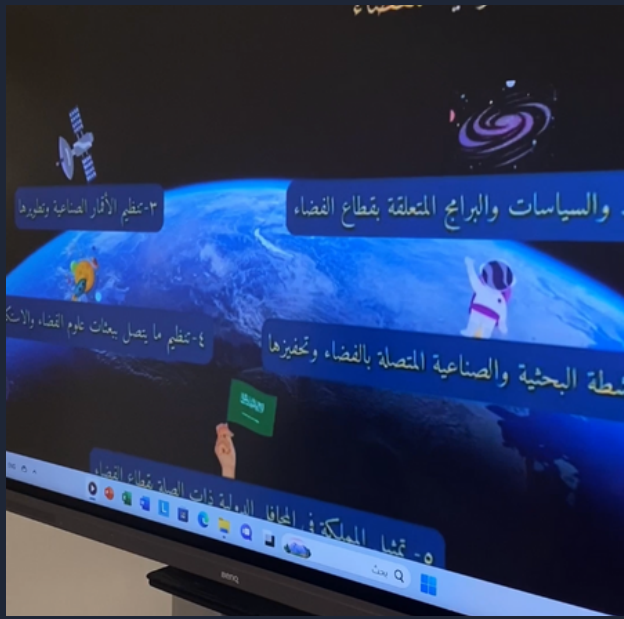 والسياسات والبرامج المتعلقة بقطاع الفضاء
٣-تنظيم الأقمار الصناعية وتطويرها
البحثية والصناعية المتصلة بالفضاء وتحفيزها
٤-تنظيم ما يتصل ببعثات علوم الفضاء
٥- تمثيل المملكة في المحافل الدولية ذات الصلة بقطاع الفضاء
بحث
BenQ